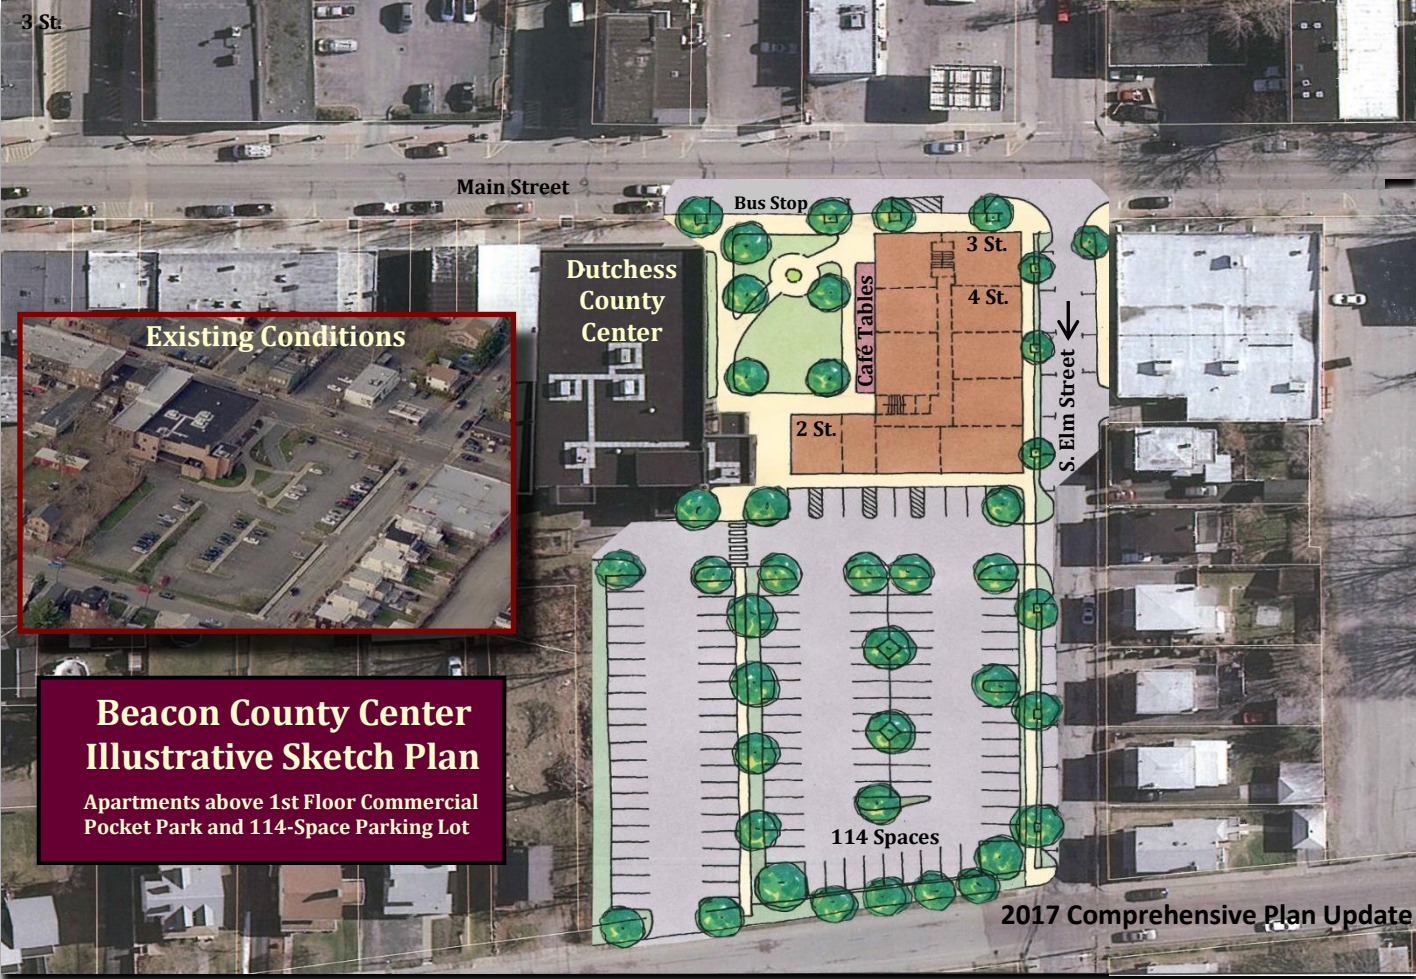 3 St.
Main Street
Bus Stop
3 St.
4 St.
Dutchess
County
Center
Café Tables
S. Elm Street
2 St.
Existing Conditions
Beacon County Center
Illustrative Sketch Plan
Apartments above 1st Floor Commercial
Pocket Park and 114-Space Parking Lot
114 Spaces
2017 Comprehensive Plan Update